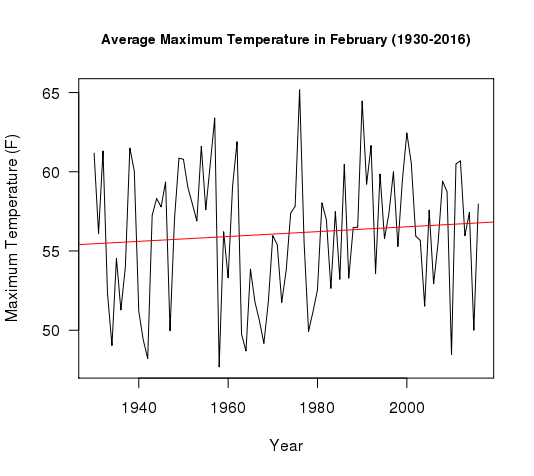 Average Maximum Temperature in February (1930-2016)
Maximum Temperature (F)
65
60
55
50
1940 1960 1980 2000
Year